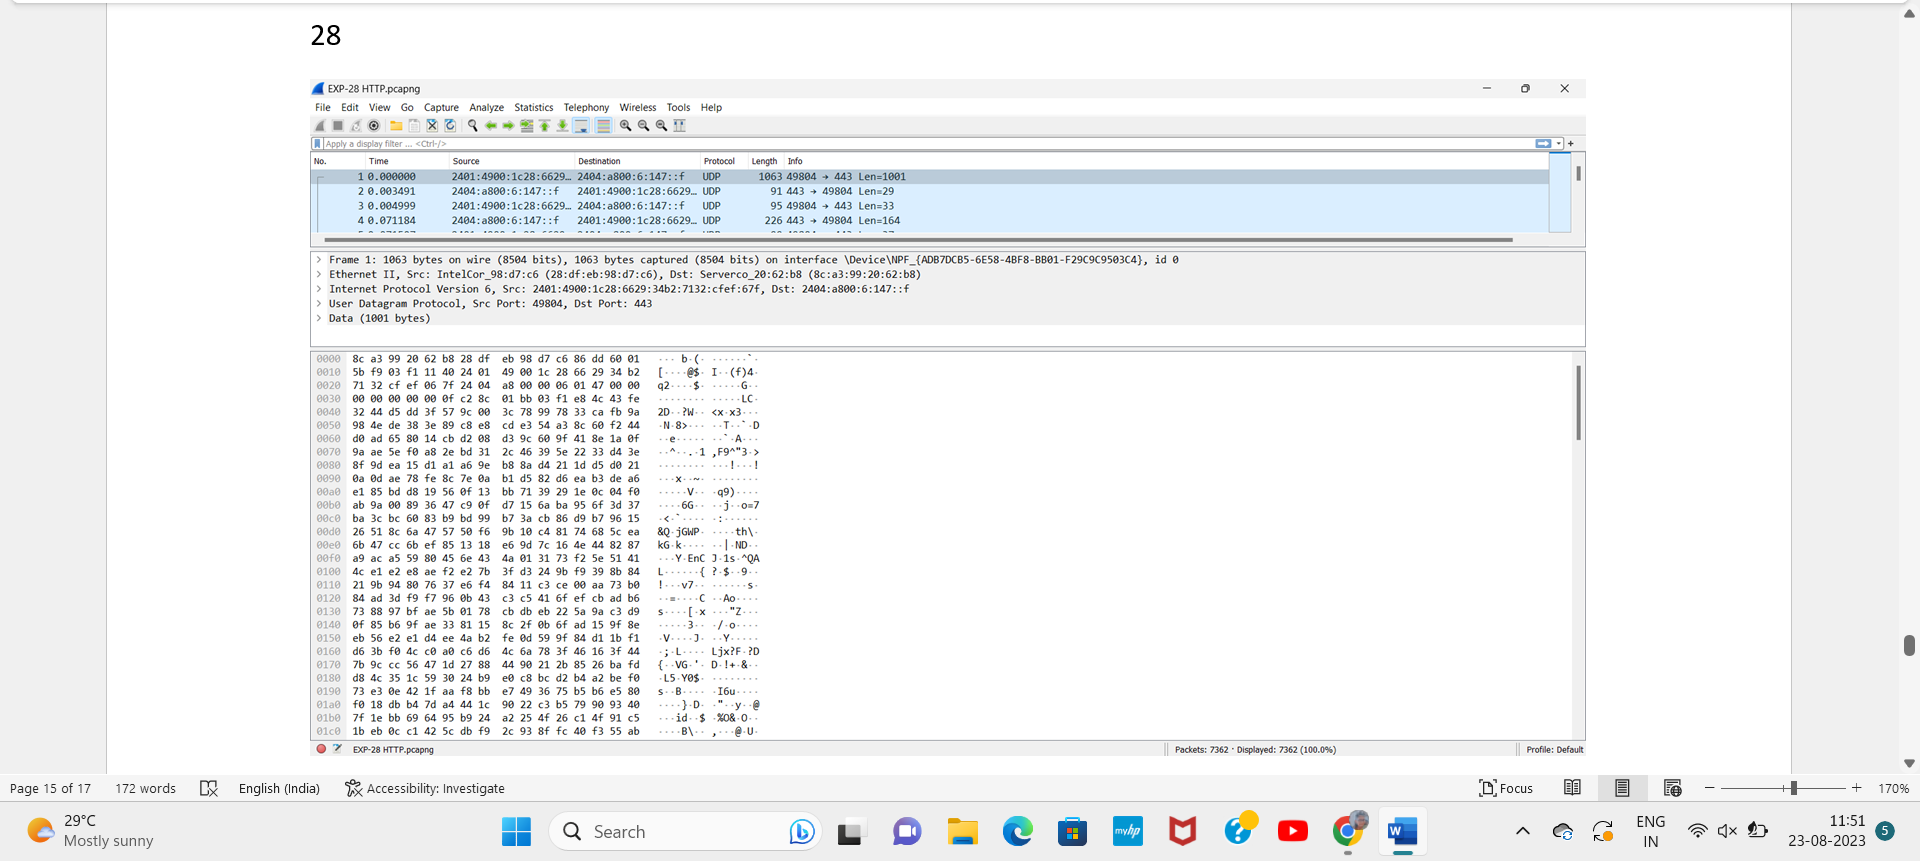 28
EXP-28 HTTP.pcapng
File Edit View Go Capture Analyze Statistics Telephony Wireless Tools Help
Apply a display filter ... <Ctrl-/>
No. Time Source Destination Protocol Length Info
1 0.000000 2401:4900:1c28:6629… 2404:a800:6:147::f UDP 1063 49804 → 443 Len=1001
2 0.003491 2404:a800:6:147::f 2401:4900:1c28:6629… UDP 91 443 → 49804 Len=29
3 0.004999 2401:4900:1c28:6629… 2404:a800:6:147::f UDP 95 49804 → 443 Len=33
4 0.071184 2404:a800:6:147::f 2401:4900:1c28:6629… UDP 226 443 → 49804 Len=164
Frame 1: 1063 bytes on wire (8504 bits), 1063 bytes captured (8504 bits) on interface \Device\NPF_{ADB7DCB5-6E58-4BF8-BB01-F29C9C9503C4}, id 0
Ethernet II, Src: IntelCor_98:d7:c6 (28:df:eb:98:d7:c6), Dst: Serverco_20:62:b8 (8c:a3:99:20:62:b8)
Internet Protocol Version 6, Src: 2401:4900:1c28:6629:34b2:7132:cfef:67f, Dst: 2404:a800:6:147::f
User Datagram Protocol, Src Port: 49804, Dst Port: 443
Data (1001 bytes)
0000 8c a3 99 20 62 b8 28 df eb 98 d7 c6 86 dd 60 01 ··· b·(· ······`·
0010 5b f9 03 f1 11 40 24 01 49 00 1c 28 66 29 34 b2 [····@$· I··(f)4·
0020 71 32 cf ef 06 7f 24 04 a8 00 00 06 01 47 00 00 q2····$· ·····G··
0030 00 00 00 00 00 0f c2 8c 01 bb 03 f1 e8 4c 43 fe ········ ·····LC·
0040 32 44 d5 dd 3f 57 9c 00 3c 78 99 78 33 ca fb 9a 2D··?W·· <x·x3···
0050 98 4e de 38 3e 89 c8 e8 cd e3 54 a3 8c 60 f2 44 ·N·8>··· ··T··`·D
0060 d0 ad 65 80 14 cb d2 08 d3 9c 60 9f 41 8e 1a 0f ··e····· ··`·A···
0070 9a ae 5e f0 a8 2e bd 31 2c 46 39 5e 22 33 d4 3e ··^··.·1 ,F9^"3·>
0080 8f 9d ea 15 d1 a1 a6 9e b8 8a d4 21 1d d5 d0 21 ········ ···!···!
0090 0a 0d ae 78 fe 8c 7e 0a b1 d5 82 d6 ea b3 de a6 ···x··~· ········
00a0 e1 85 bd d8 19 56 0f 13 bb 71 39 29 1e 0c 04 f0 ·····V·· ·q9)····
00b0 ab 9a 00 89 36 47 c9 0f d7 15 6a ba 95 6f 3d 37 ····6G·· ··j··o=7
00c0 ba 3c bc 60 83 b9 bd 99 b7 3a cb 86 d9 b7 96 15 ·<·`···· ·:······
00d0 26 51 8c 6a 47 57 50 f6 9b 10 c4 81 74 68 5c ea &Q·jGWP· ····th\·
00e0 6b 47 cc 6b ef 85 13 18 e6 9d 7c 16 4e 44 82 87 kG·k···· ··|·ND··
00f0 a9 ac a5 59 80 45 6e 43 4a 01 31 73 f2 5e 51 41 ···Y·EnC J·1s·^QA
0100 4c e1 e2 e8 ae f2 e2 7b 3f d3 24 9b f9 39 8b 84 L······{ ?·$··9··
0110 21 9b 94 80 76 37 e6 f4 84 11 c3 ce 00 aa 73 b0 !···v7·· ······s·
0120 84 ad 3d f9 f7 96 0b 43 c3 c5 41 6f ef cb ad b6 ··=····C ··Ao····
0130 73 88 97 bf ae 5b 01 78 cb db eb 22 5a 9a c3 d9 s····[·x ···"Z···
0140 0f 85 b6 9f ae 33 81 15 8c 2f 0b 6f ad 15 9f 8e ·····3·· ·/·o····
0150 eb 56 e2 e1 d4 ee 4a b2 fe 0d 59 9f 84 d1 1b f1 ·V····J· ··Y·····
0160 d6 3b f0 4c c0 a0 c6 d6 4c 6a 78 3f 46 16 3f 44 ·;·L···· Ljx?F·?D
0170 7b 9c cc 56 47 1d 27 88 44 90 21 2b 85 26 ba fd {··VG·'· D·!+·&··
0180 d8 4c 35 1c 59 30 24 b9 e0 c8 bc d2 b4 a2 be f0 ·L5·Y0$· ········
0190 73 e3 0e 42 1f aa f8 bb e7 49 36 75 b5 b6 e5 80 s··B···· ·I6u····
01a0 f0 18 db b4 7d a4 44 1c 90 22 c3 b5 79 90 93 40 ····}·D· ·"··y··@
01b0 7f 1e bb 69 64 95 b9 24 a2 25 4f 26 c1 4f 91 c5 ···id··$ ·%O&·O··
01c0 1b eb 0c c1 42 5c db f9 2c 93 8f fc 40 f3 55 ab ····B\·· ,···@·U·
EXP-28 HTTP.pcapng Packets: 7362 · Displayed: 7362 (100.0%) Profile: Default
Page 15 of 17 172 words English (India) Accessibility: Investigate Focus 170%
29°C
Mostly sunny
Search
myhp
ENG
IN
11:51
23-08-2023
5